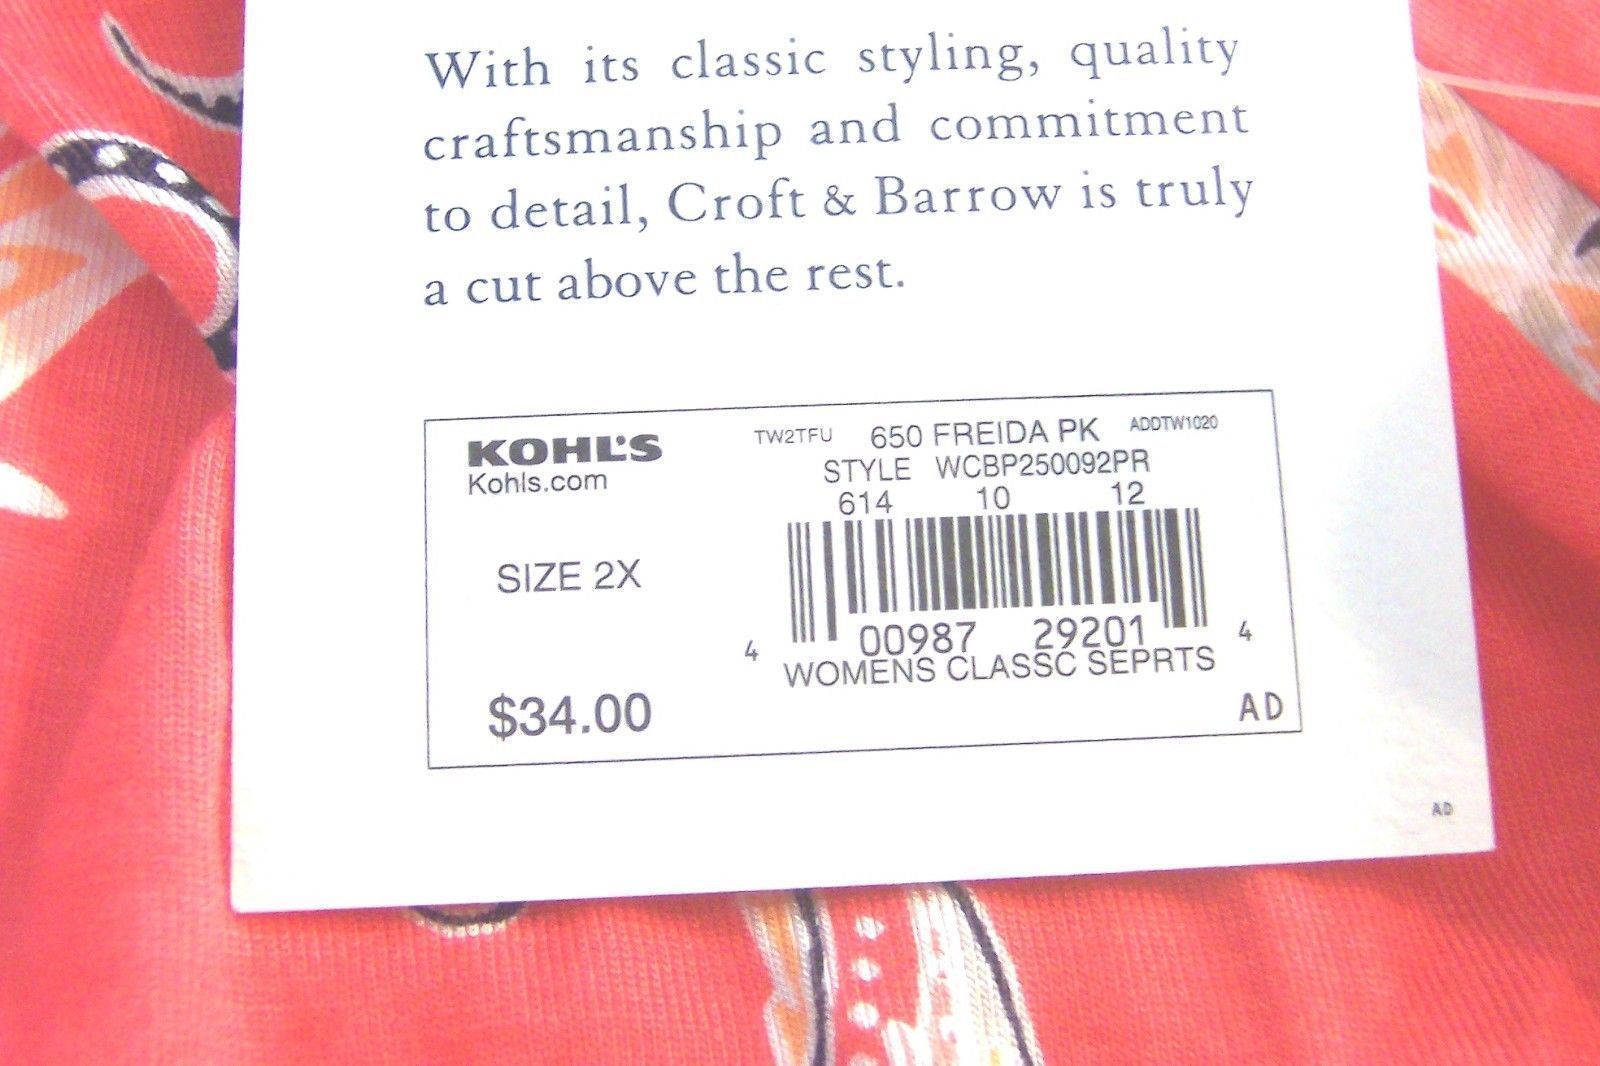 With its classic styling, quality
craftsmanship and commitment
to detail, Croft & Barrow is truly
a cut above the rest.
KOHL'S
Kohls.com
TW2TFU 650 FREIDA PK ADDTW1020
STYLE WCBP250092PR
614 10 12
SIZE 2X
4 00987 29201 4
WOMENS CLASSC SEPRTS
$34.00
AD
AD